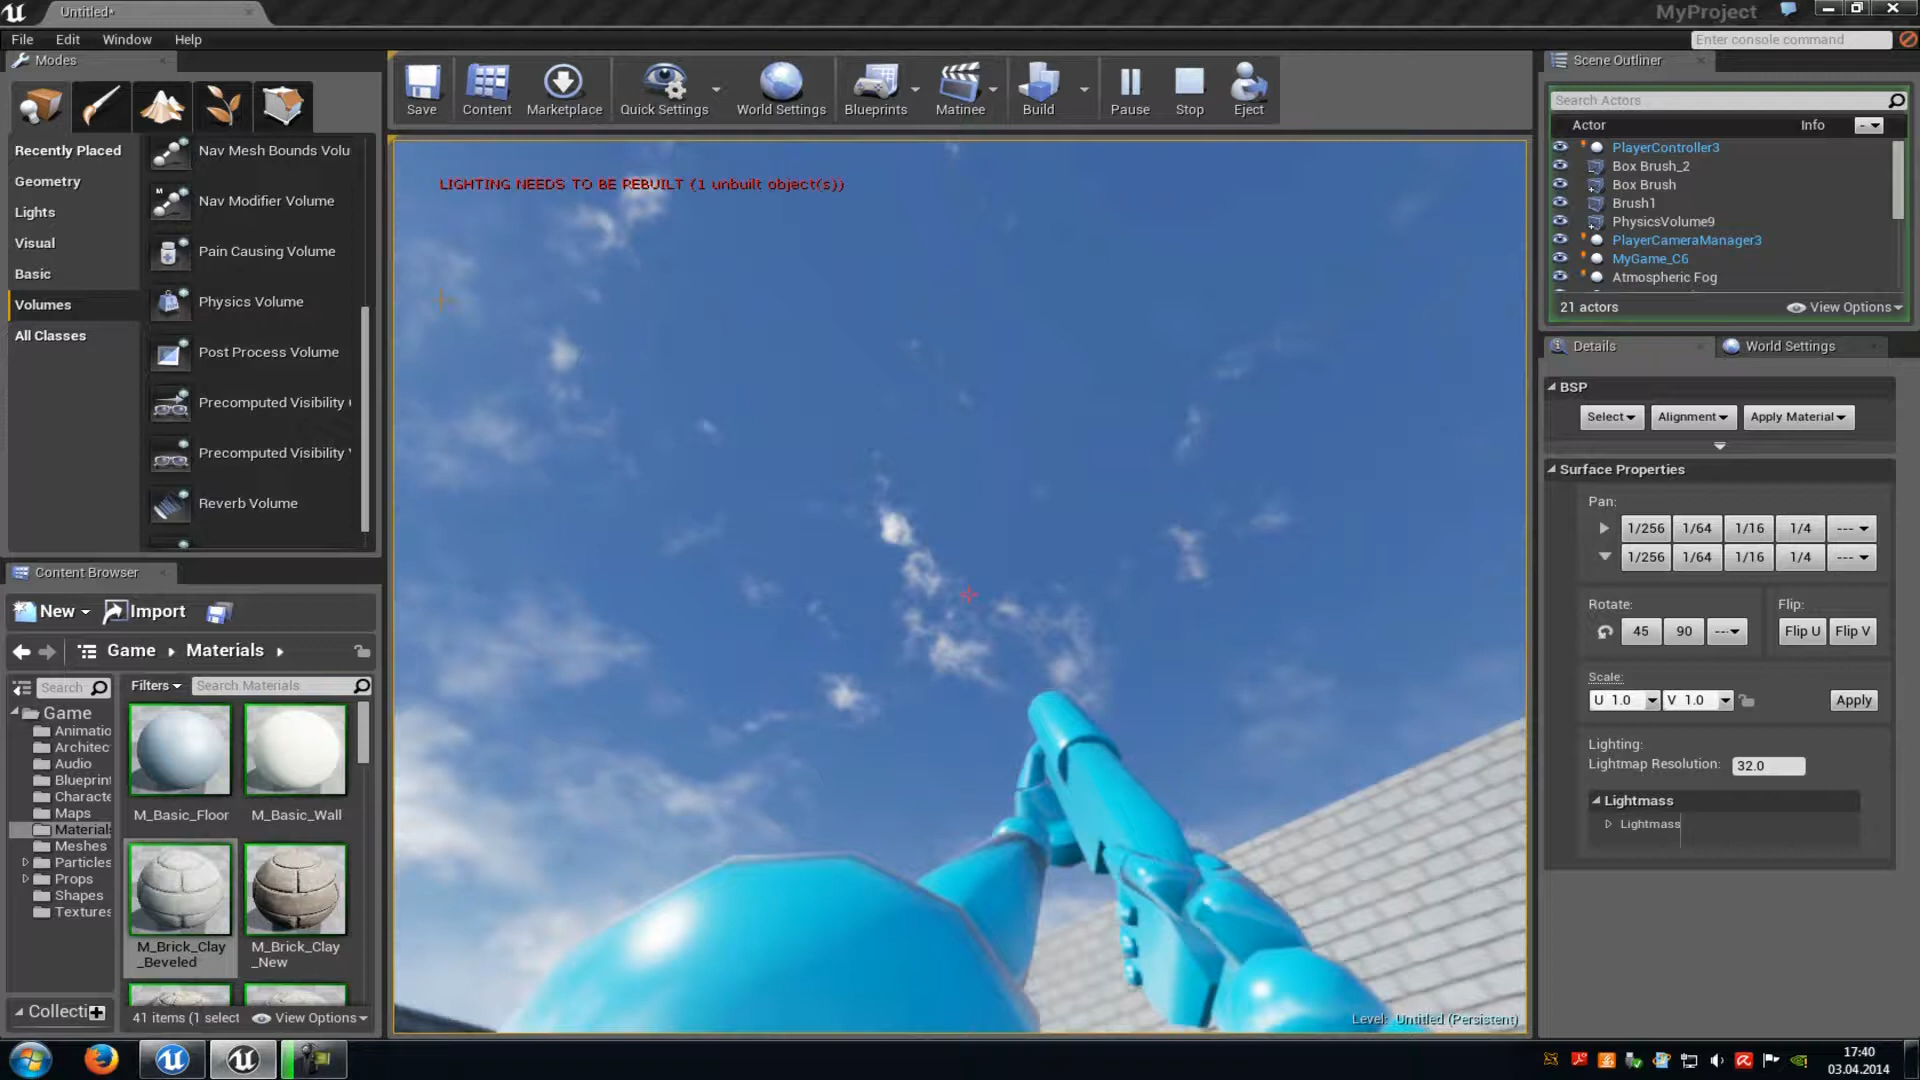 Untitled*
MyProject
File Edit Window Help
Enter console command
Modes
Recently Placed
Geometry
Lights
Visual
Basic
Volumes
All Classes
Nav Mesh Bounds Volu
Nav Modifier Volume
Pain Causing Volume
Physics Volume
Post Process Volume
Precomputed Visibility
Precomputed Visibility
Reverb Volume
Save Content Marketplace Quick Settings World Settings Blueprints Matinee Build Pause Stop Eject
LIGHTING NEEDS TO BE REBUILT (1 unbuilt object(s))
Level: Untitled (Persistent)
Content Browser
New Import
Game Materials
Search
Filters Search Materials
Game
Animatio
Architec
Audio
Blueprint
Characte
Maps
Materials
Meshes
Particles
Props
Shapes
Textures
Collecti
M_Basic_Floor
M_Basic_Wall
M_Brick_Clay
_Beveled
M_Brick_Clay
_New
41 items (1 select View Options
Scene Outliner
Search Actors
Actor Info
PlayerController3
Box Brush_2
Box Brush
Brush1
PhysicsVolume9
PlayerCameraManager3
MyGame_C6
Atmospheric Fog
21 actors View Options
Details World Settings
BSP
Select Alignment Apply Material
Surface Properties
Pan:
1/256 1/64 1/16 1/4 ---
1/256 1/64 1/16 1/4 ---
Rotate: Flip:
45 90 --- Flip U Flip V
Scale:
U 1.0 V 1.0 Apply
Lighting:
Lightmap Resolution: 32.0
Lightmass
Lightmass
17:40
03.04.2014